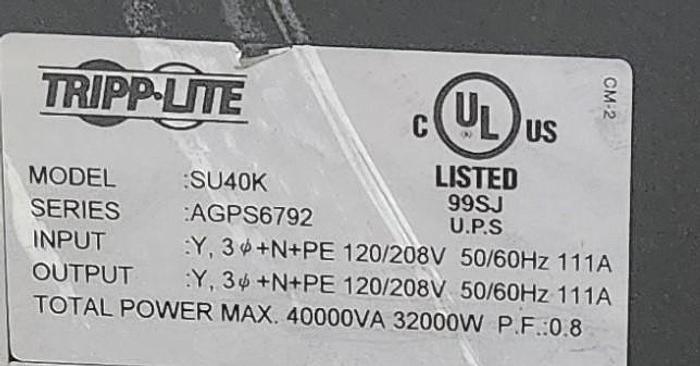 TRIPP·LITE
C UL ® US
LISTED
99SJ
U.P.S
CM-2
MODEL :SU40K
SERIES :AGPS6792
INPUT :Y, 3ϕ+N+PE 120/208V 50/60Hz 111A
OUTPUT :Y, 3ϕ+N+PE 120/208V 50/60Hz 111A
TOTAL POWER MAX. 40000VA 32000W P.F.:0.8